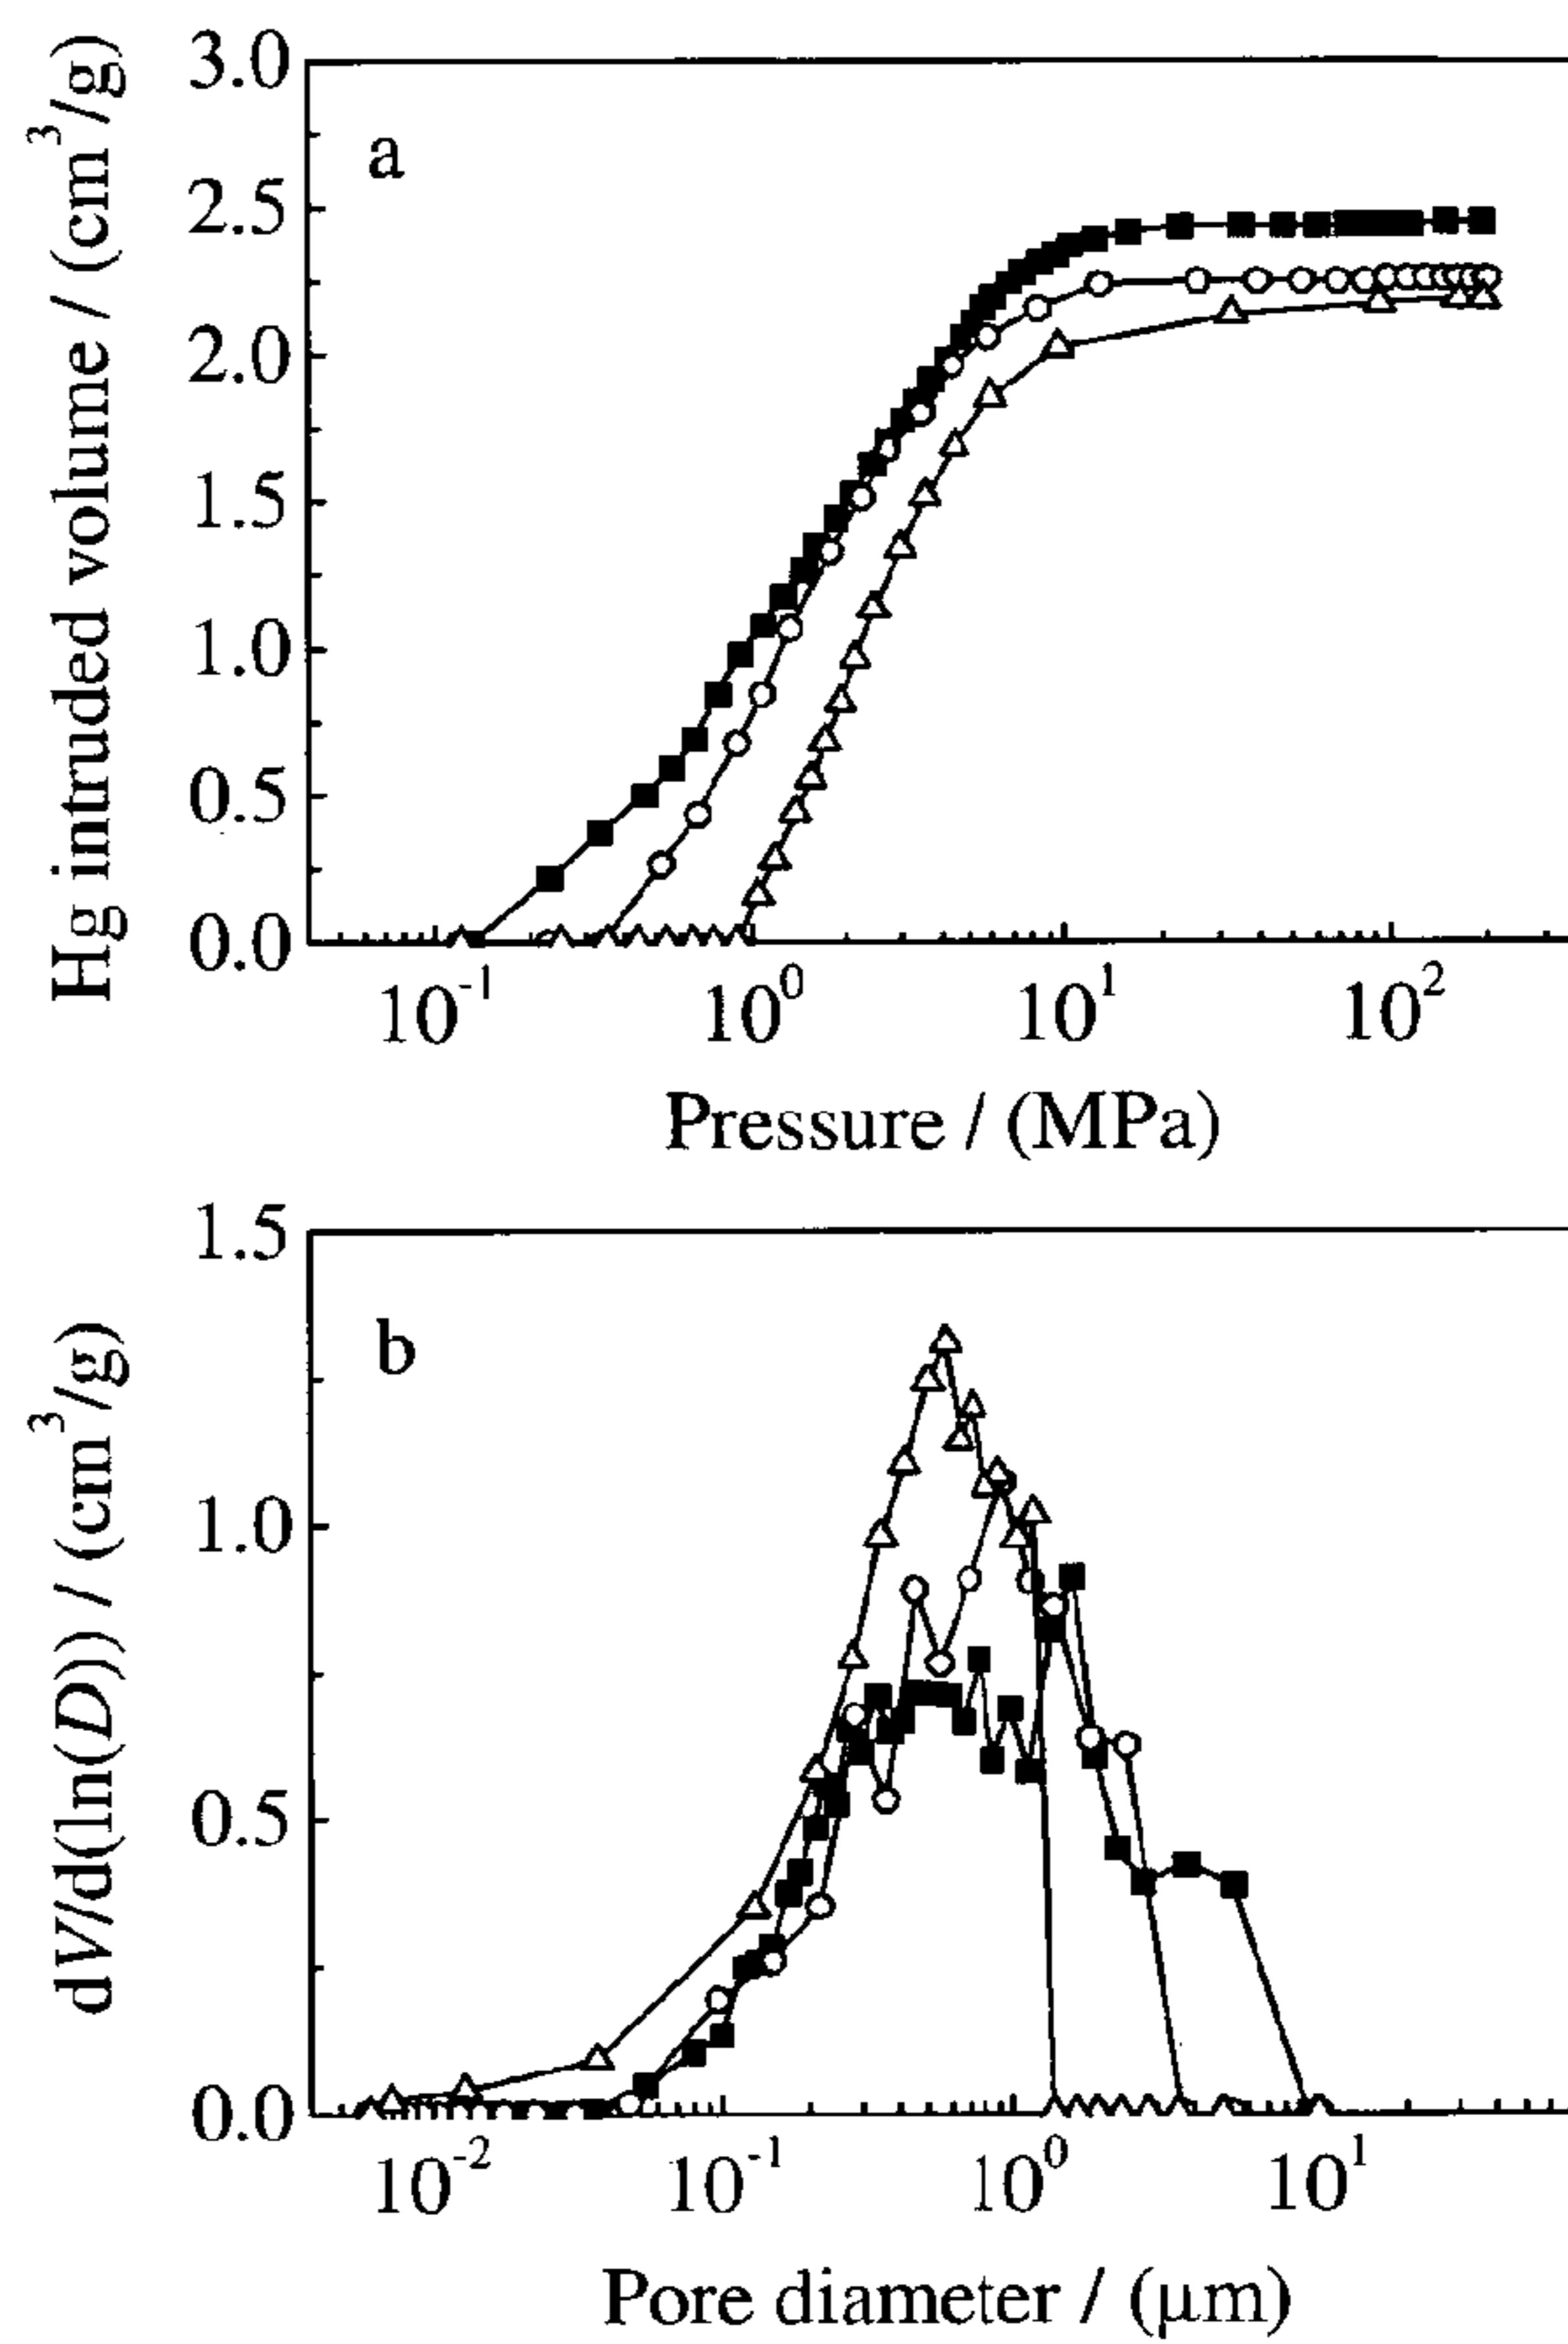 Hg intruded volume / (cm³/g)
3.0
2.5
2.0
1.5
1.0
0.5
0.0
a
10⁻¹ 10⁰ 10¹ 10²
Pressure / (MPa)
dV/d(ln(D)) / (cm³/g)
1.5
1.0
0.5
0.0
b
10⁻² 10⁻¹ 10⁰ 10¹
Pore diameter / (μm)